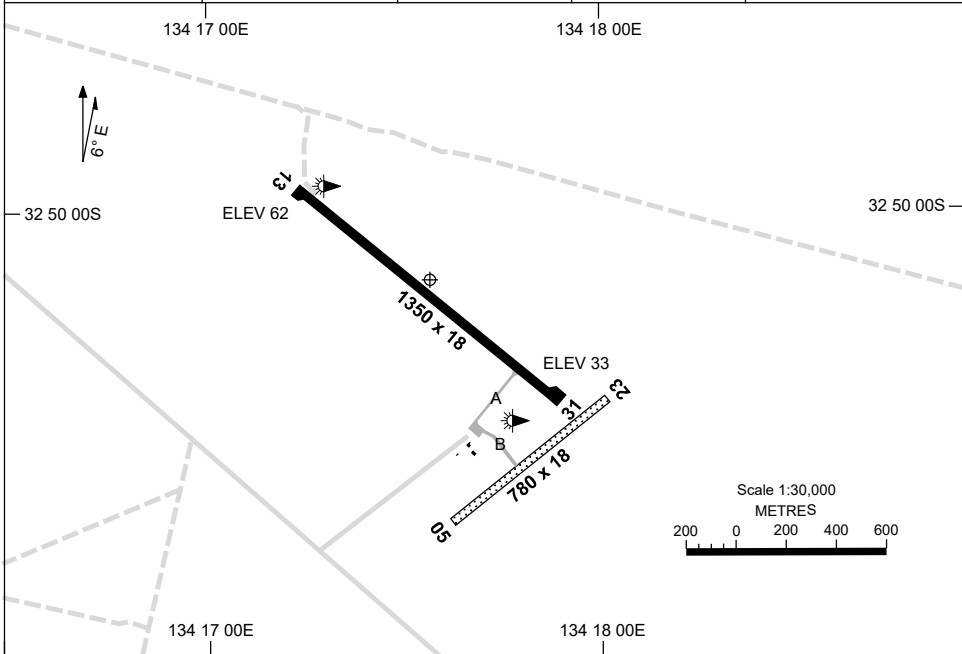 134 17 00E
134 18 00E
6° E
13
32 50 00S
32 50 00S
ELEV 62
1350 x 18
ELEV 33
A
31
23
B
780 x 18
05
Scale 1:30,000
METRES
200 0 200 400 600
134 17 00E
134 18 00E